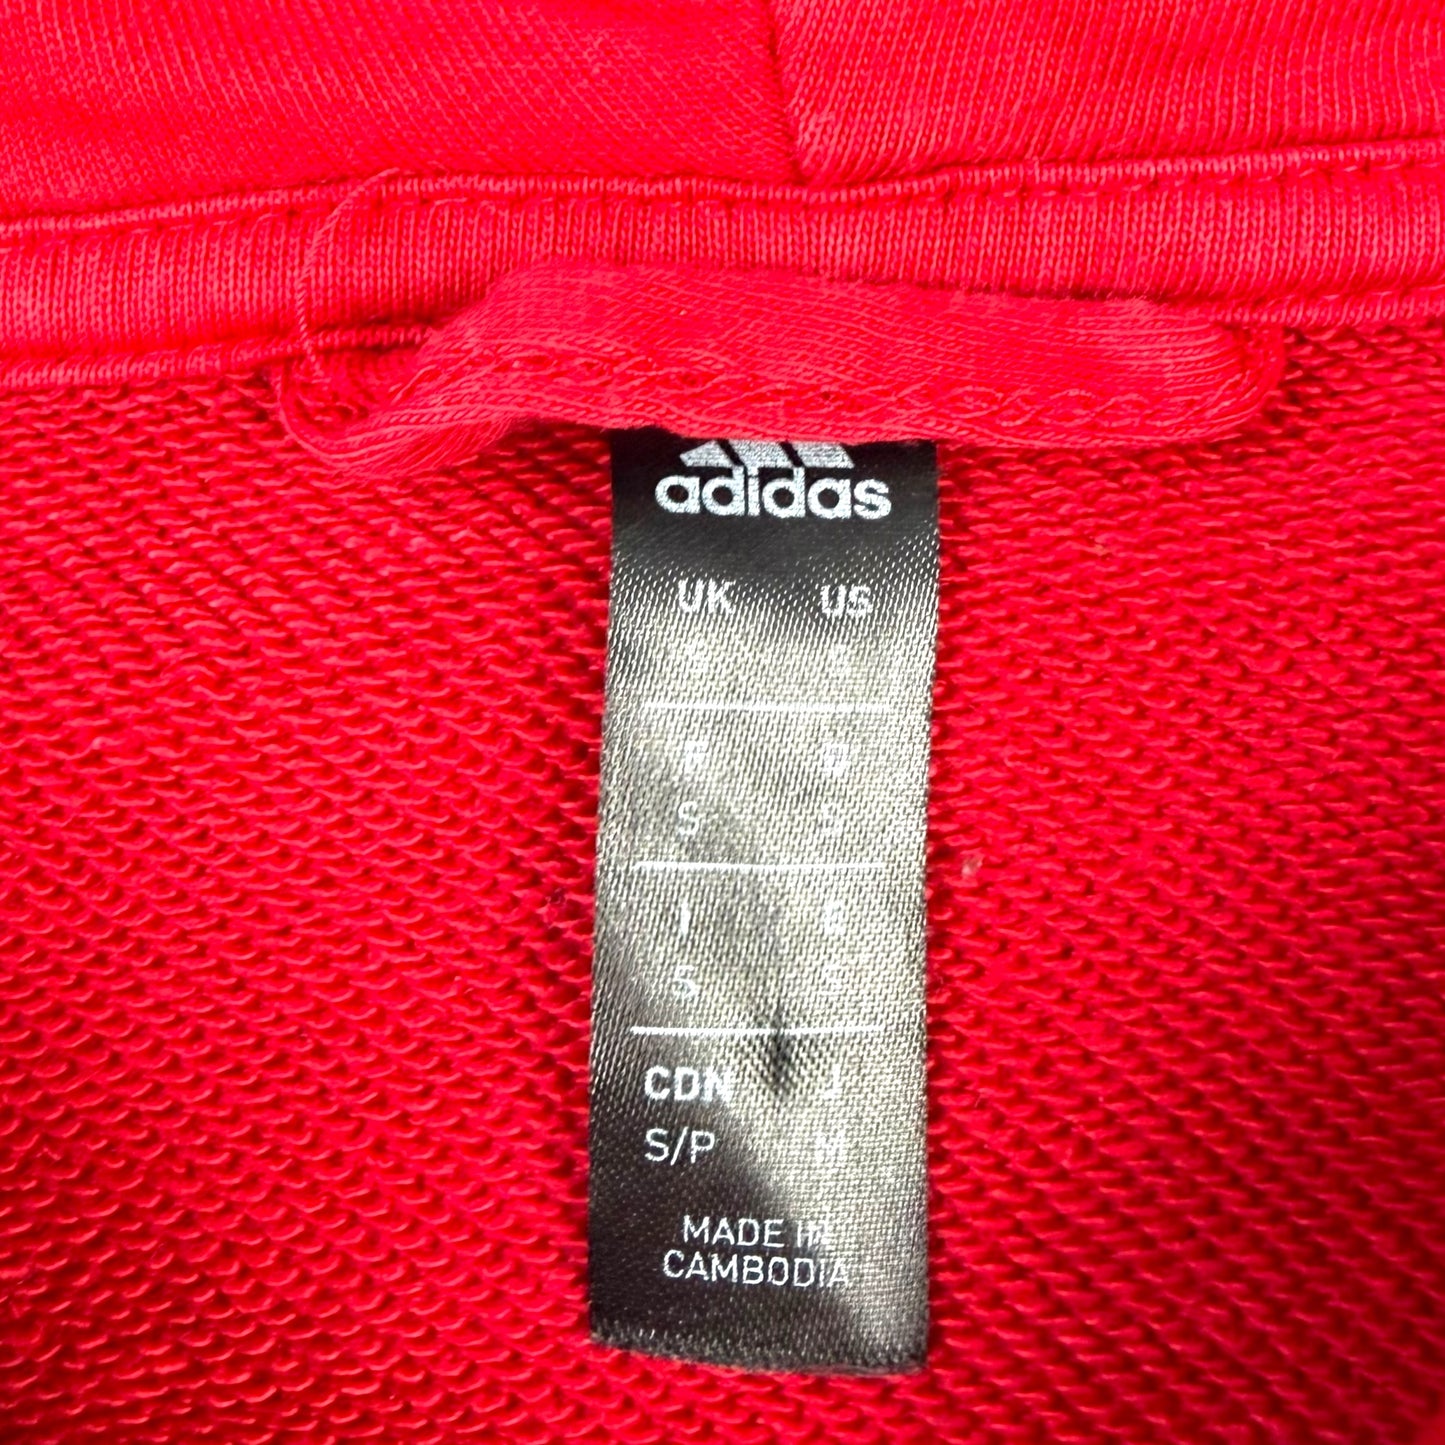 adidas
UK US
S
S S
I E
S S
CDN J
S/P M
MADE IN
CAMBODIA